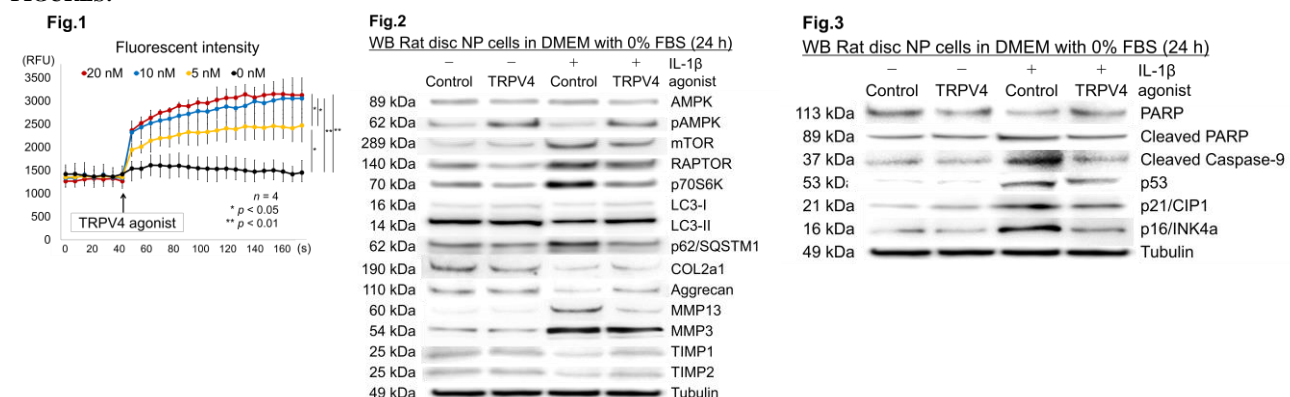 Fig.1
Fluorescent intensity
(RFU)
20 nM 10 nM 5 nM 0 nM
3500
3000
2500
2000
1500
1000
500
0
TRPV4 agonist
n = 4
* p < 0.05
** p < 0.01
* *
*
** **
0 20 40 60 80 100 120 140 160 (s)
Fig.2
WB Rat disc NP cells in DMEM with 0% FBS (24 h)
− − + + IL-1β
Control TRPV4 Control TRPV4 agonist
89 kDa AMPK
62 kDa pAMPK
289 kDa mTOR
140 kDa RAPTOR
70 kDa p70S6K
16 kDa LC3-I
14 kDa LC3-II
62 kDa p62/SQSTM1
190 kDa COL2a1
110 kDa Aggrecan
60 kDa MMP13
54 kDa MMP3
25 kDa TIMP1
25 kDa TIMP2
49 kDa Tubulin
Fig.3
WB Rat disc NP cells in DMEM with 0% FBS (24 h)
− − + + IL-1β
Control TRPV4 Control TRPV4 agonist
113 kDa PARP
89 kDa Cleaved PARP
37 kDa Cleaved Caspase-9
53 kD p53
21 kDa p21/CIP1
16 kDa p16/INK4a
49 kDa Tubulin